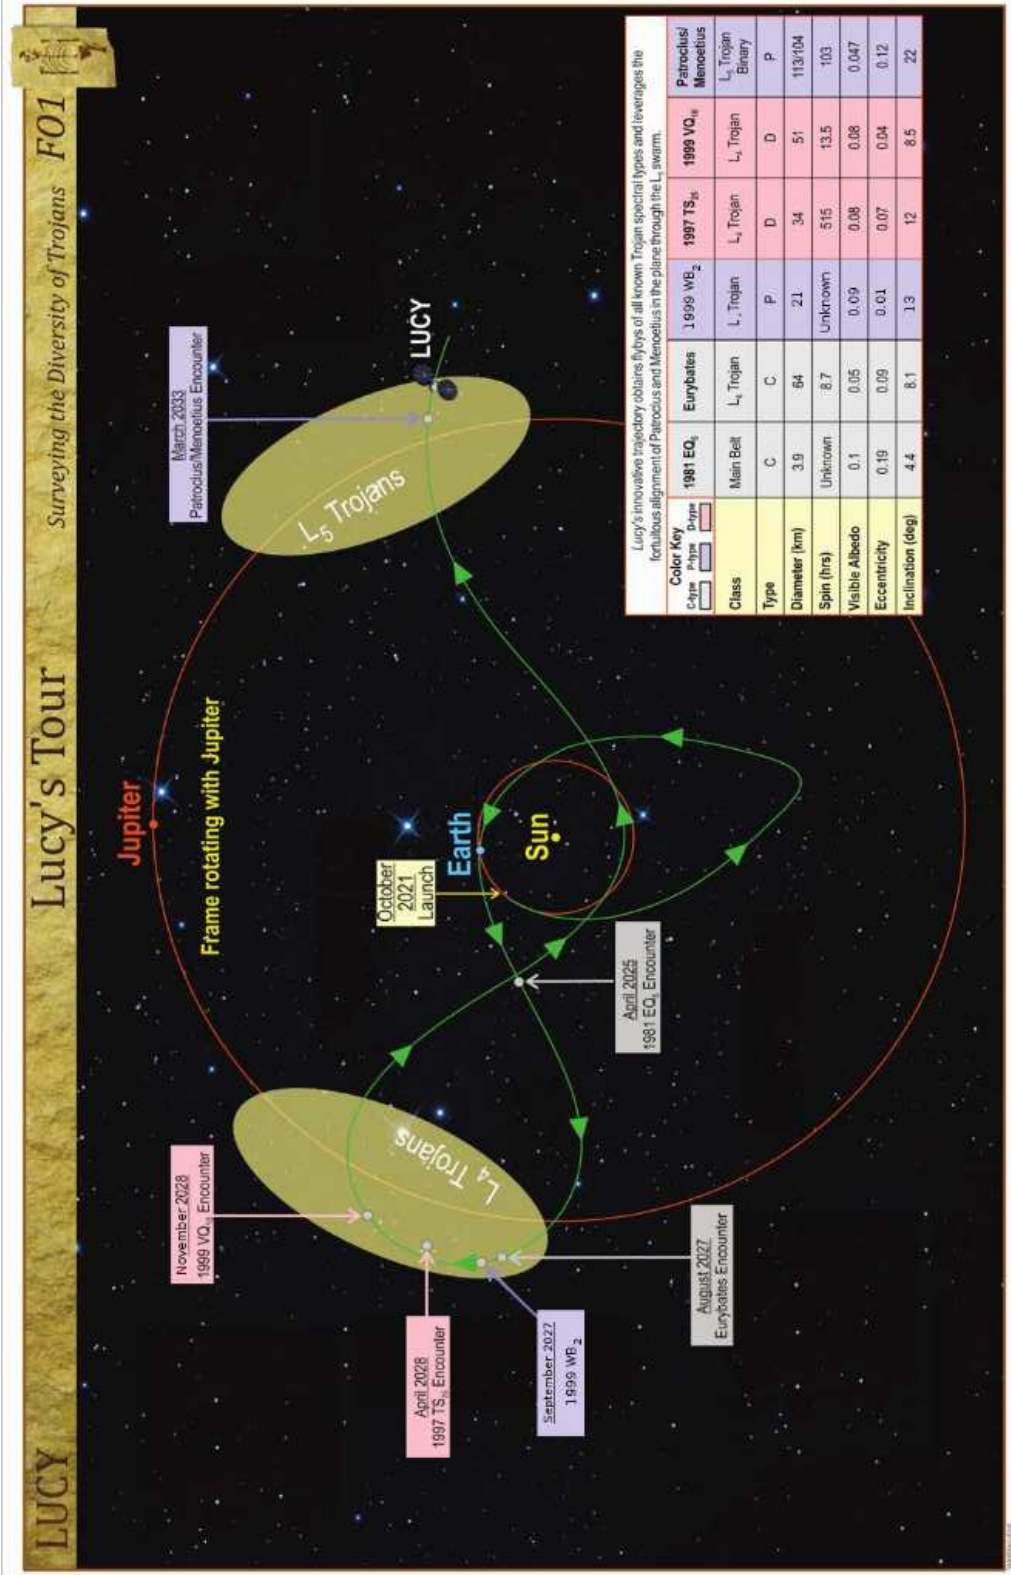 LUCY Lucy's Tour Surveying the Diversity of Trojans FO1
Jupiter
Frame rotating with Jupiter
November 2028
1999 VQ₁₀ Encounter
April 2028
1997 TS₂₅ Encounter
September 2027
1999 WB₂
August 2027
Eurybates Encounter
L₄ Trojans
October
2021
Launch
Earth
Sun
April 2025
1981 EQ₅ Encounter
March 2033
Patroclus/Menoetius Encounter
L₅ Trojans
LUCY
Lucy's innovative trajectory obtains flybys of all known Trojan spectral types and leverages the
fortuitous alignment of Patroclus and Menoetius in the plane through the L₅ swarm.
Color Key
C-type P-type D-type
1981 EQ₅ Eurybates 1999 WB₂ 1997 TS₂₅ 1999 VQ₁₀ Patroclus/
Menoetius
Class Main Belt L₄ Trojan L₄ Trojan L₄ Trojan L₄ Trojan L₅ Trojan
Binary
Type C C P D D P
Diameter (km) 3.9 64 21 34 51 113/104
Spin (hrs) Unknown 8.7 Unknown 515 13.5 103
Visible Albedo 0.1 0.05 0.09 0.08 0.08 0.047
Eccentricity 0.19 0.09 0.01 0.07 0.04 0.12
Inclination (deg) 4.4 8.1 13 12 8.5 22